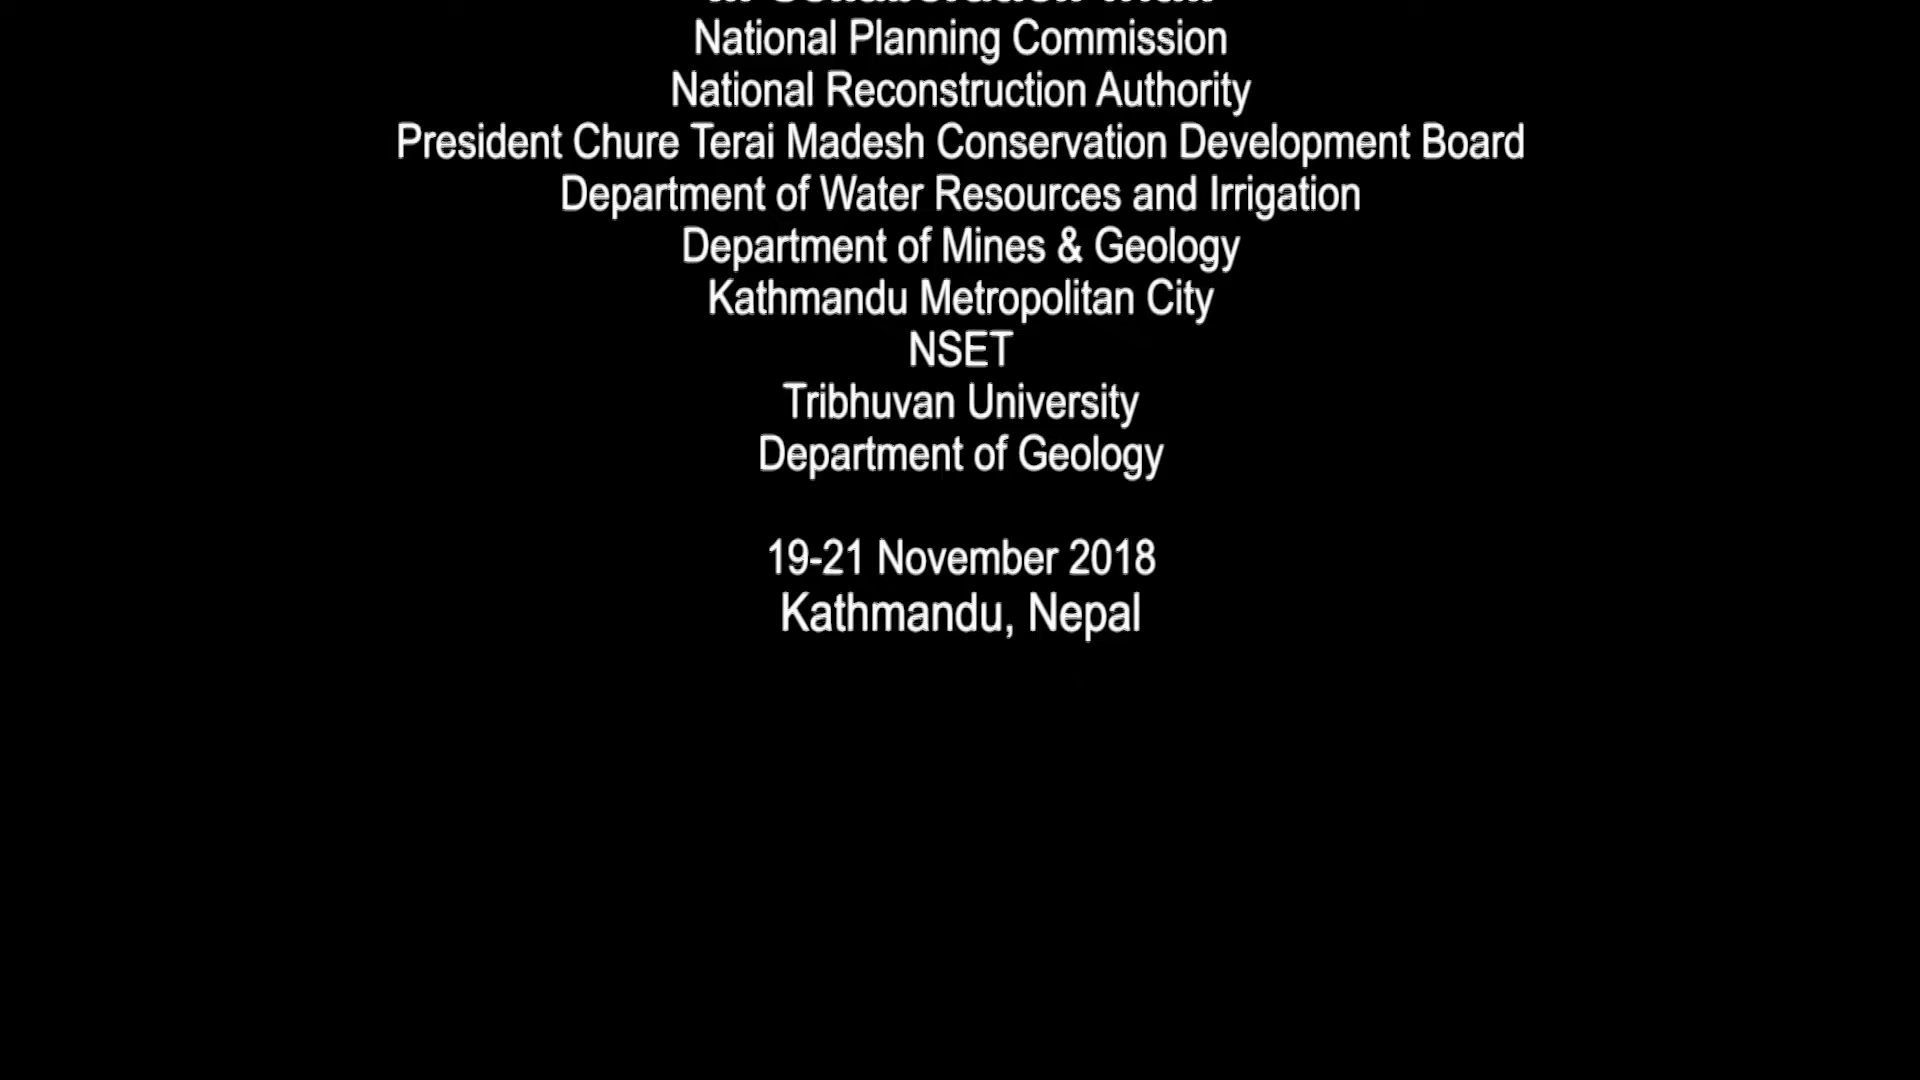 National Planning Commission
National Reconstruction Authority
President Chure Terai Madesh Conservation Development Board
Department of Water Resources and Irrigation
Department of Mines & Geology
Kathmandu Metropolitan City
NSET
Tribhuvan University
Department of Geology
19-21 November 2018
Kathmandu, Nepal